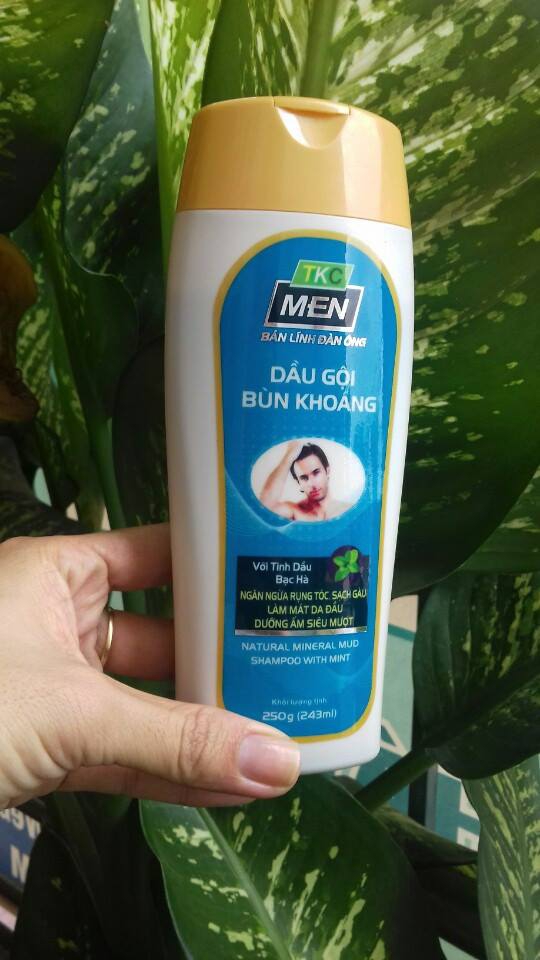 TKC
MEN
BẢN LĨNH ĐÀN ÔNG
DẦU GỘI
BÙN KHOÁNG
Với Tinh Dầu
Bạc Hà
NGĂN NGỪA RỤNG TÓC, SẠCH GÀU
LÀM MÁT DA ĐẦU
DƯỠNG ẨM SIÊU MƯỢT
NATURAL MINERAL MUD
SHAMPOO WITH MINT
Khối lượng tịnh
250g (243ml)